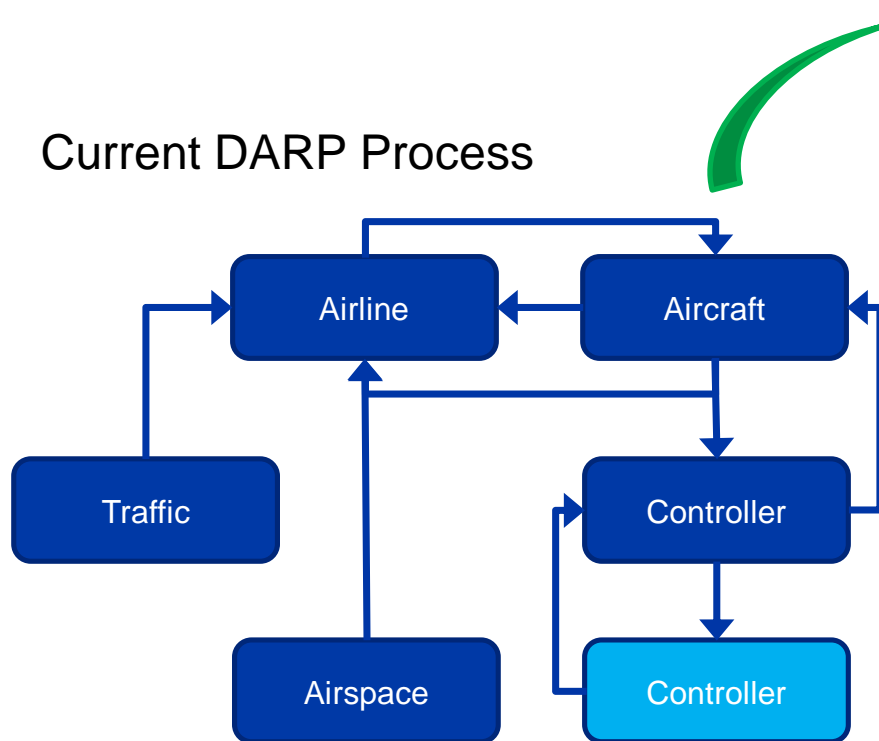 Current DARP Process
Airline
Aircraft
Traffic
Controller
Airspace
Controller